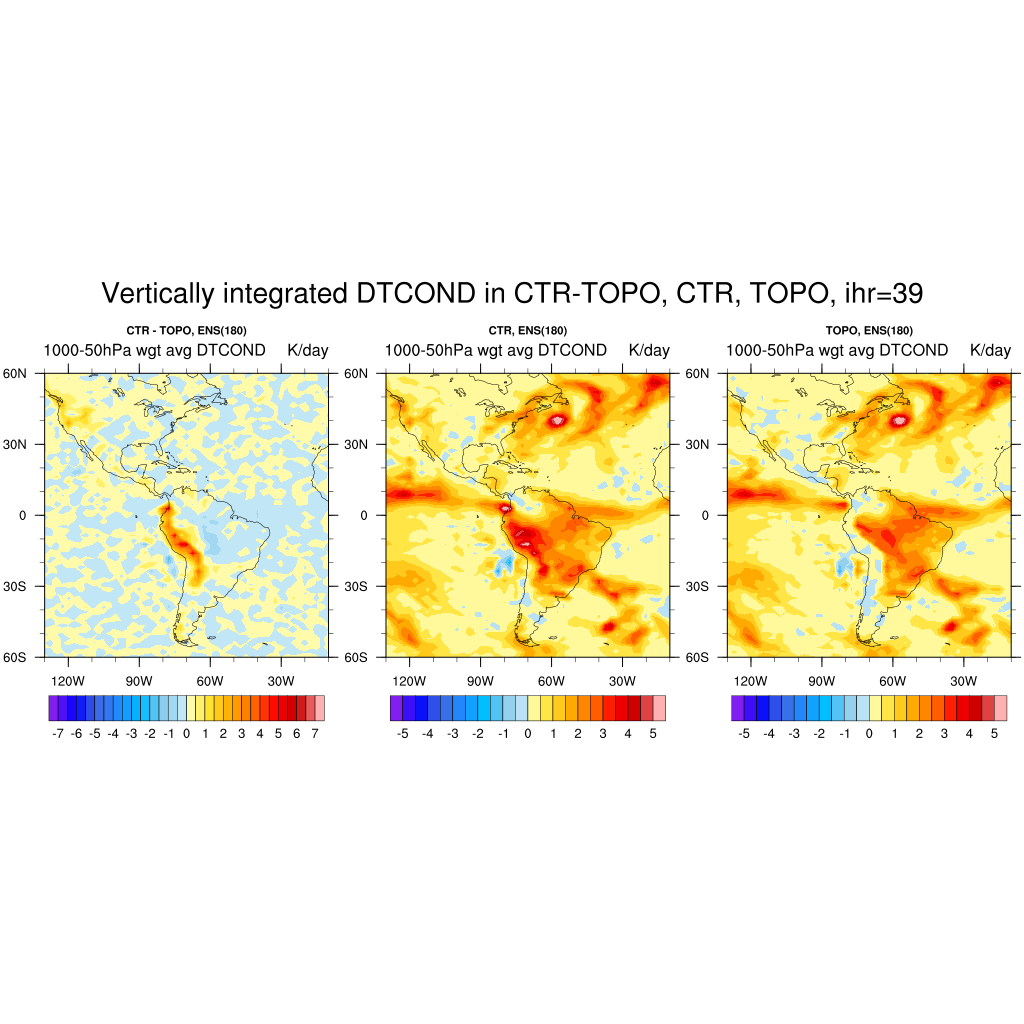 Vertically integrated DTCOND in CTR-TOPO, CTR, TOPO, ihr=39
CTR - TOPO, ENS(180)
1000-50hPa wgt avg DTCOND K/day
60N
30N
0
30S
60S
120W 90W 60W 30W
-7 -6 -5 -4 -3 -2 -1 0 1 2 3 4 5 6 7
CTR, ENS(180)
1000-50hPa wgt avg DTCOND K/day
60N
30N
0
30S
60S
120W 90W 60W 30W
-5 -4 -3 -2 -1 0 1 2 3 4 5
TOPO, ENS(180)
1000-50hPa wgt avg DTCOND K/day
60N
30N
0
30S
60S
120W 90W 60W 30W
-5 -4 -3 -2 -1 0 1 2 3 4 5